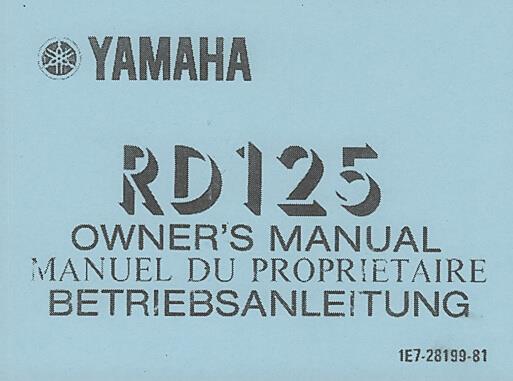 YAMAHA
RD125
OWNER'S MANUAL
MANUEL DU PROPRIETAIRE
BETRIEBSANLEITUNG
1E7-28199-81